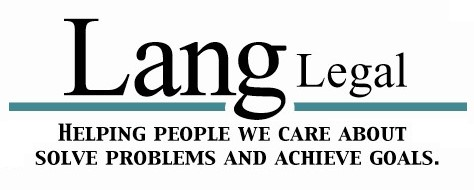 Lang Legal
HELPING PEOPLE WE CARE ABOUT
SOLVE PROBLEMS AND ACHIEVE GOALS.